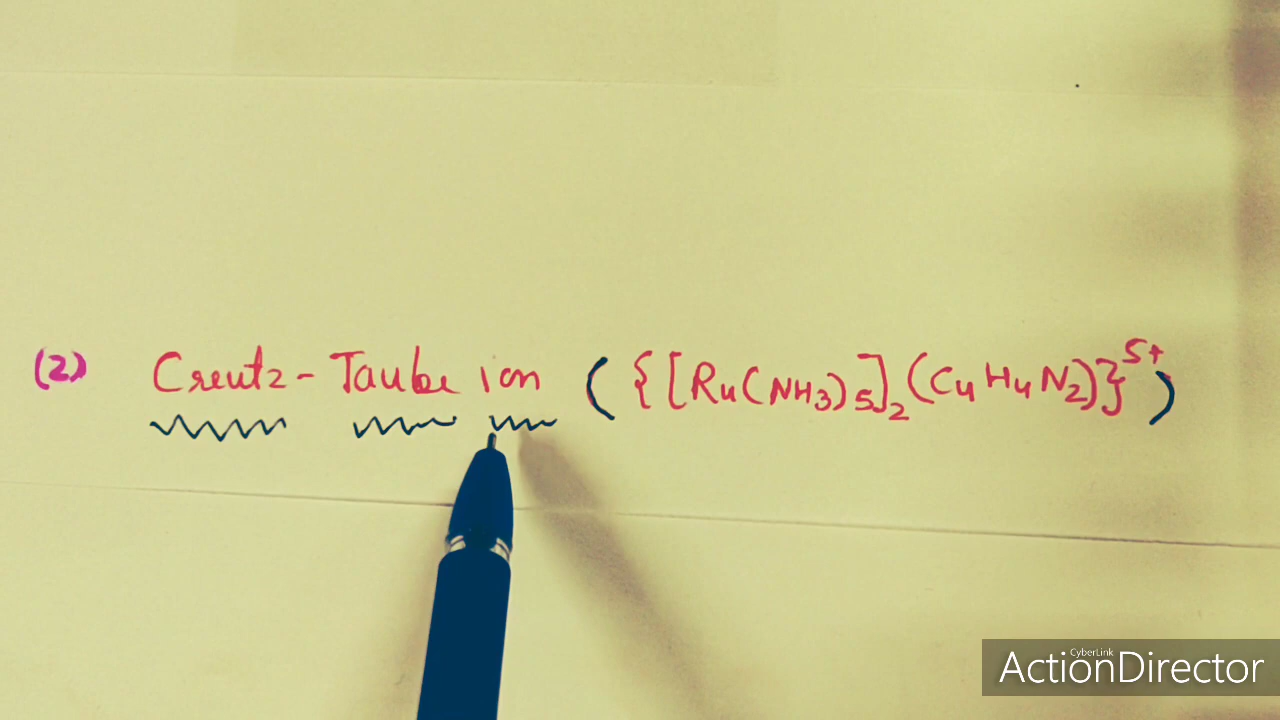 (2) Creutz-Taube ion ({[Ru(NH3)5]2(C4H4N2)}5+)
CyberLink
ActionDirector